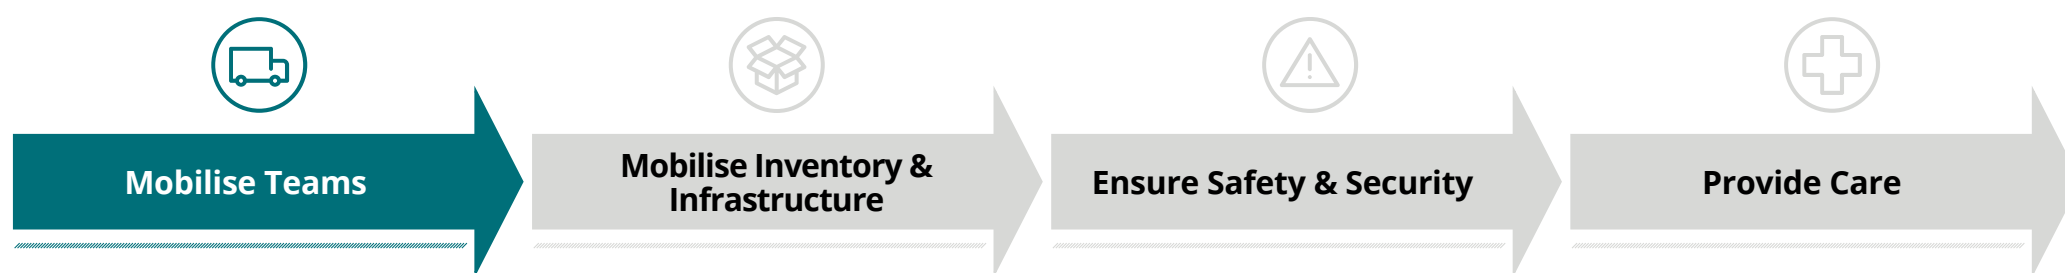 Mobilise Teams
Mobilise Inventory &
Infrastructure
Ensure Safety & Security
Provide Care